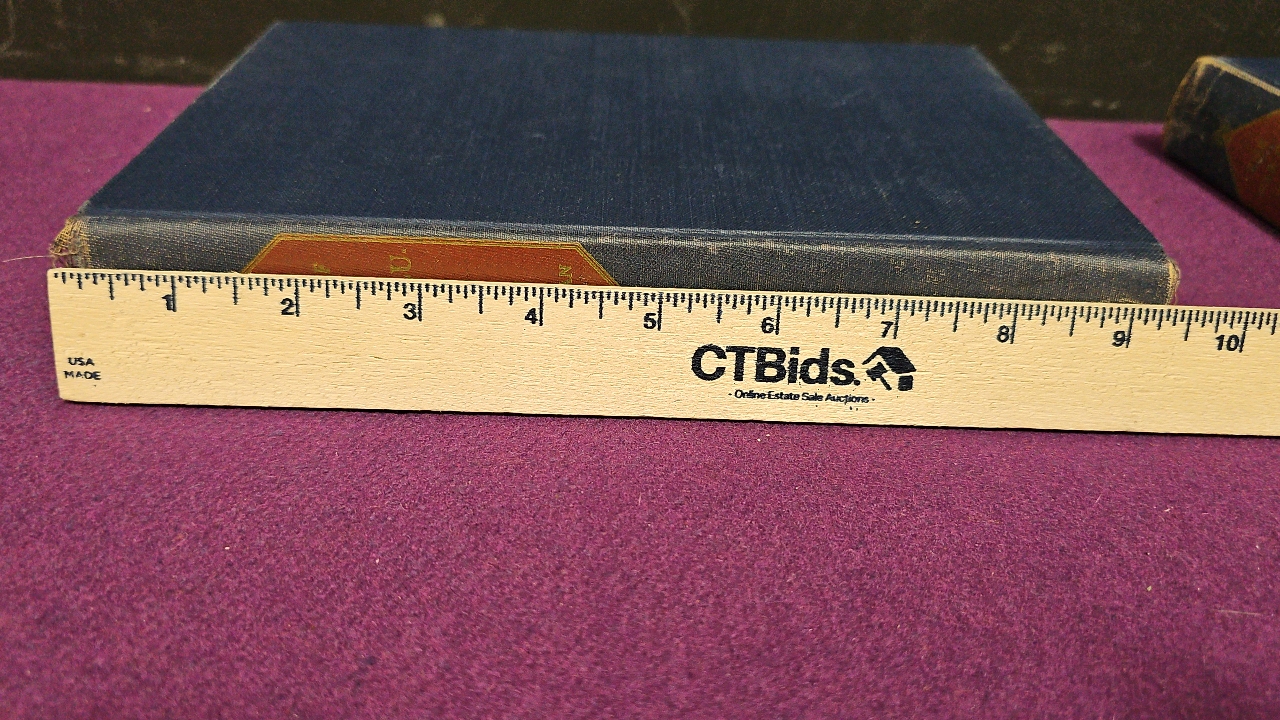 U.
N
1 2 3 4 5 6 7 8 9 10
USA
MADE
CTBids.
- Online Estate Sale Auctions -